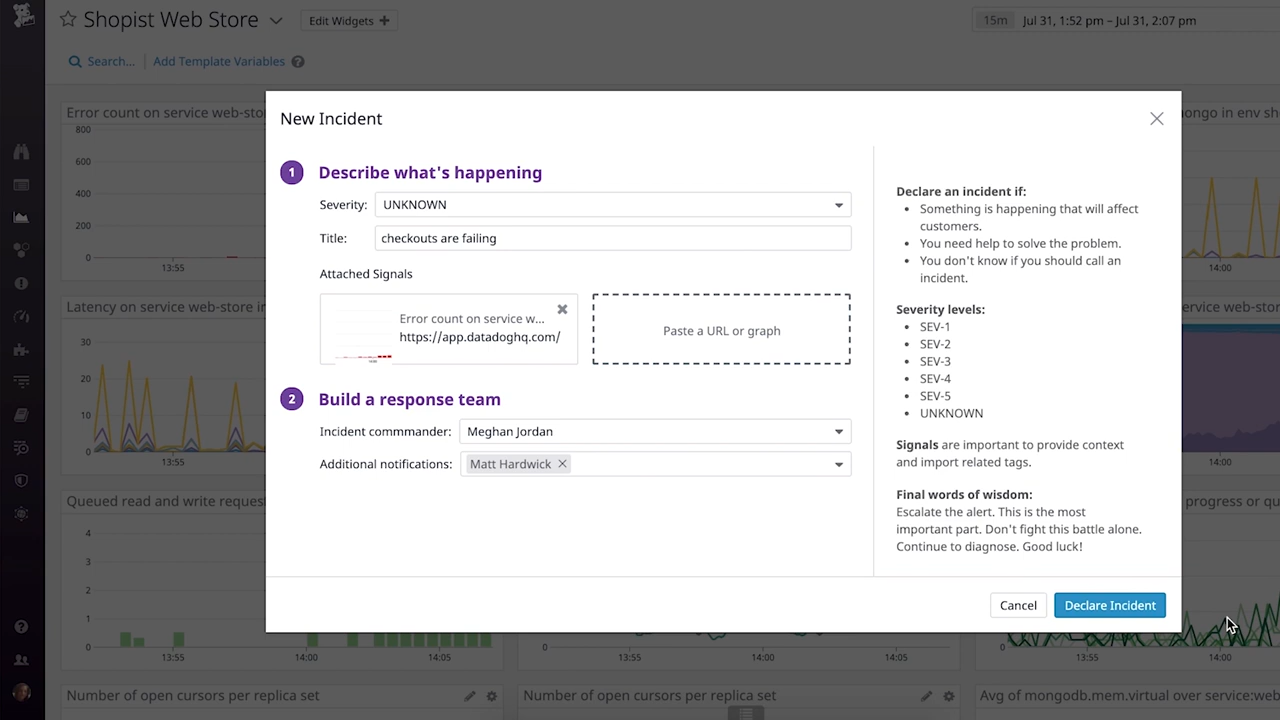 Shopist Web Store
Edit Widgets +
15m Jul 31, 1:52 pm – Jul 31, 2:07 pm
Search... Add Template Variables ?
Error count on service web-sto
800
600
400
200
0
13:55
Latency on service web-store in
30
20
10
0
13:55
Queued read and write request
4
3
2
1
0
13:55 14:00 14:05
Number of open cursors per replica set
New Incident
1 Describe what's happening
Severity: UNKNOWN
Title: checkouts are failing
Attached Signals
Error count on service w...
https://app.datadoghq.com/
Paste a URL or graph
2 Build a response team
Incident commmander: Meghan Jordan
Additional notifications: Matt Hardwick
Declare an incident if:
• Something is happening that will affect
customers.
• You need help to solve the problem.
• You don't know if you should call an
incident.
Severity levels:
• SEV-1
• SEV-2
• SEV-3
• SEV-4
• SEV-5
• UNKNOWN
Signals are important to provide context
and import related tags.
Final words of wisdom:
Escalate the alert. This is the most
important part. Don't fight this battle alone.
Continue to diagnose. Good luck!
Cancel Declare Incident
0
13:55 14:00 14:05
Number of open cursors per replica set
mongo in env sho
14:00
web-stor
14:00
progress or qu
0
13:55 14:00
Avg of mongodb.mem.virtual over service:web